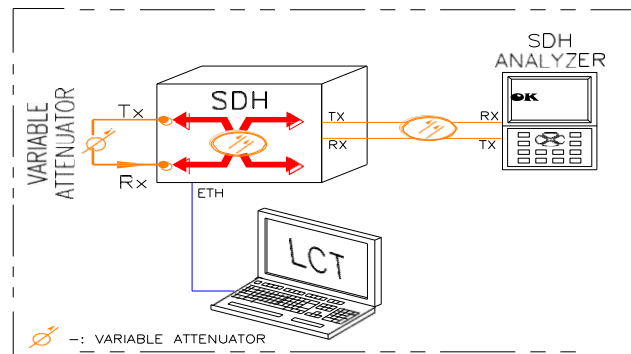 SDH
ANALYZER
OK
VARIABLE
ATTENUATOR
Tx
SDH
TX
RX
RX
TX
Rx
ETH
LCT
-: VARIABLE ATTENUATOR